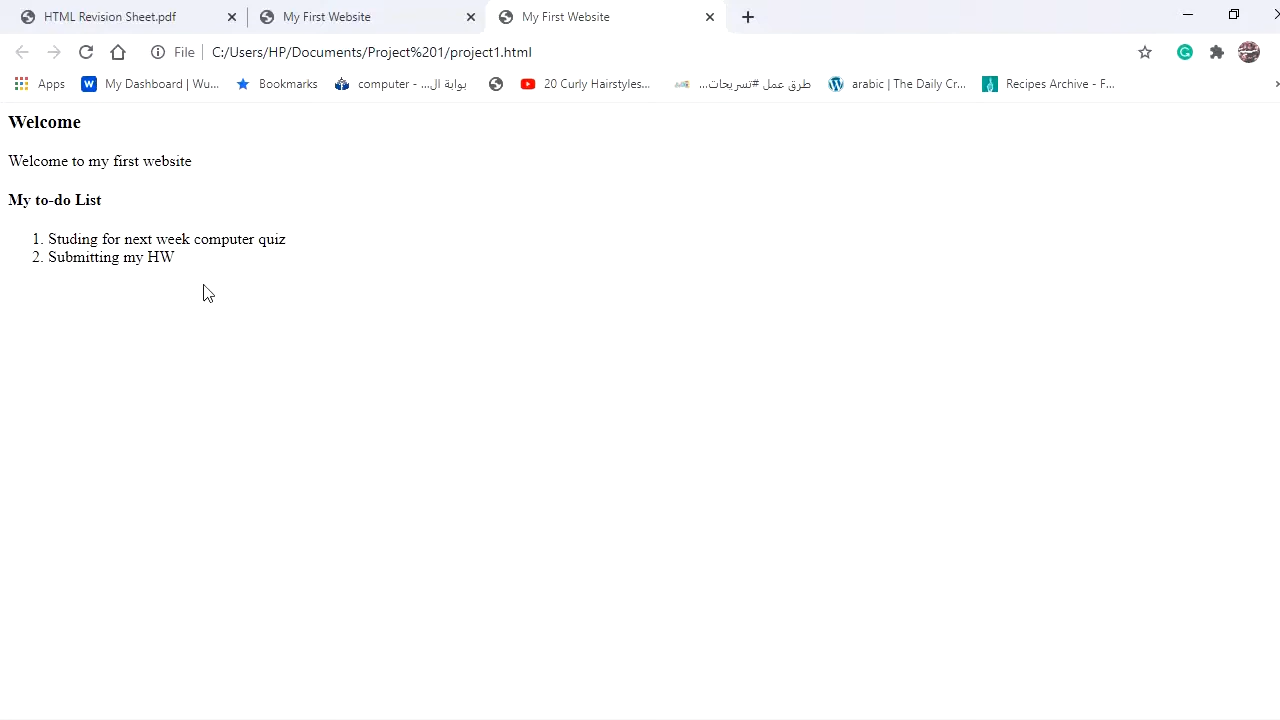 HTML Revision Sheet.pdf
My First Website
My First Website
File
C:/Users/HP/Documents/Project%201/project1.html
Apps
My Dashboard | Wu...
Bookmarks
computer - بوابة ال...
20 Curly Hairstyles...
طرق عمل #تسريحات...
arabic | The Daily Cr...
Recipes Archive - F...
Welcome
Welcome to my first website
My to-do List
1. Studing for next week computer quiz
2. Submitting my HW